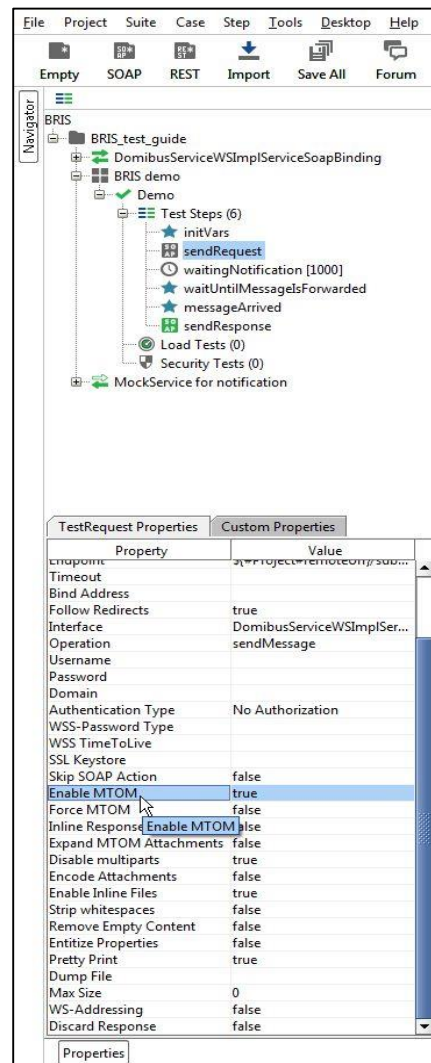 File Project Suite Case Step Tools Desktop Help
Empty SOAP REST Import Save All Forum
Navigator
BRIS
BRIS_test_guide
DomibusServiceWSImplServiceSoapBinding
BRIS demo
Demo
Test Steps (6)
initVars
sendRequest
waitingNotification [1000]
waitUntilMessageIsForwarded
messageArrived
sendResponse
Load Tests (0)
Security Tests (0)
MockService for notification
TestRequest Properties Custom Properties
Property Value
Endpoint
Timeout
Bind Address
Follow Redirects true
Interface DomibusServiceWSImplSer...
Operation sendMessage
Username
Password
Domain
Authentication Type No Authorization
WSS-Password Type
WSS TimeToLive
SSL Keystore
Skip SOAP Action false
Enable MTOM true
Force MTOM false
Inline Response Enable MTOM
Expand MTOM Attachments false
Disable multiparts true
Encode Attachments false
Enable Inline Files true
Strip whitespaces false
Remove Empty Content false
Entitize Properties false
Pretty Print true
Dump File
Max Size 0
WS-Addressing false
Discard Response false
Properties